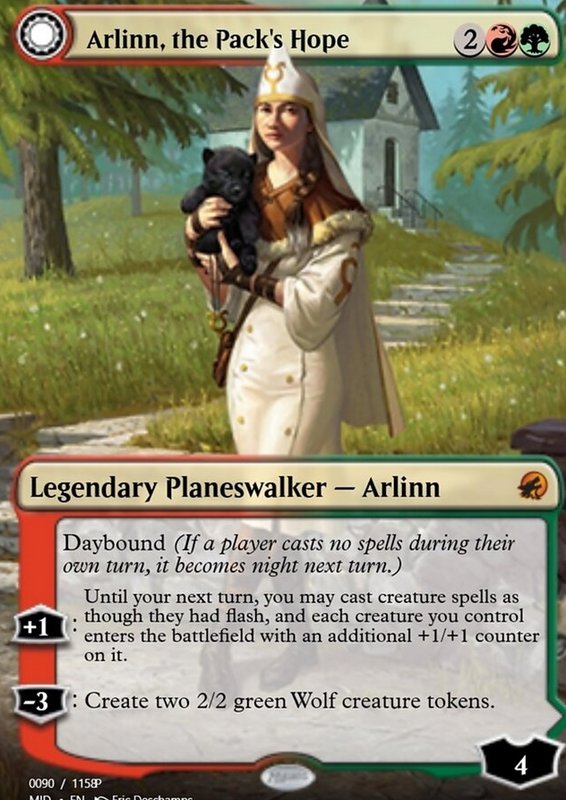 Arlinn, the Pack's Hope
2
Legendary Planeswalker — Arlinn
Daybound (If a player casts no spells during their
own turn, it becomes night next turn.)
Until your next turn, you may cast creature spells as
though they had flash, and each creature you control
+1 : enters the battlefield with an additional +1/+1 counter
on it.
-3 : Create two 2/2 green Wolf creature tokens.
4
0090 / 1158P
MID • EN Eric Deschamps